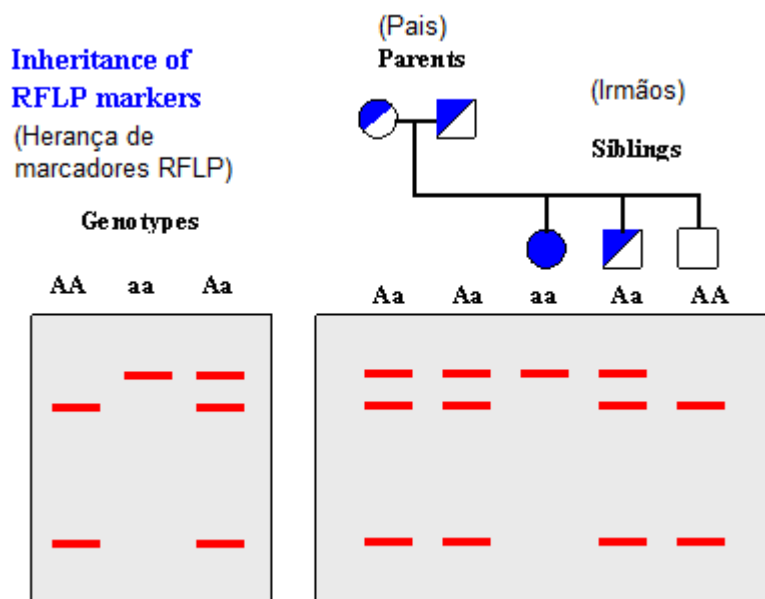 Inheritance of
RFLP markers
(Herança de
marcadores RFLP)
(Pais)
Parents
(Irmãos)
Siblings
Genotypes
AA aa Aa
Aa Aa aa Aa AA